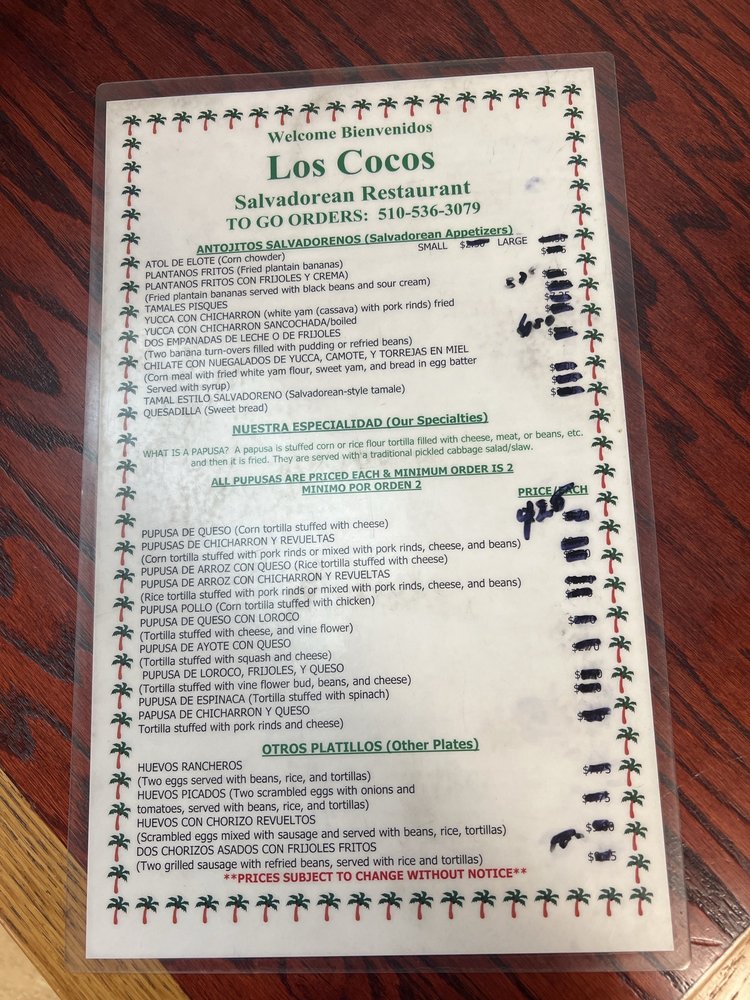 Welcome Bienvenidos
Los Cocos
Salvadorean Restaurant
TO GO ORDERS: 510-536-3079
ANTOJITOS SALVADORENOS (Salvadorean Appetizers)
SMALL $ LARGE
ATOL DE ELOTE (Corn chowder)
PLANTANOS FRITOS (Fried plantain bananas)
PLANTANOS FRITOS CON FRIJOLES Y CREMA)
(Fried plantain bananas served with black beans and sour cream)
TAMALES PISQUES
YUCCA CON CHICHARRON (white yam (cassava) with pork rinds) fried
YUCCA CON CHICHARRON SANCOCHADA/boiled
DOS EMPANADAS DE LECHE O DE FRIJOLES
(Two banana turn-overs filled with pudding or refried beans)
CHILATE CON NUEGALADOS DE YUCCA, CAMOTE, Y TORREJAS EN MIEL
(Corn meal with fried white yam flour, sweet yam, and bread in egg batter
Served with syrup)
TAMAL ESTILO SALVADORENO (Salvadorean-style tamale)
QUESADILLA (Sweet bread)
NUESTRA ESPECIALIDAD (Our Specialties)
WHAT IS A PAPUSA? A papusa is stuffed corn or rice flour tortilla filled with cheese, meat, or beans, etc.
and then it is fried. They are served with a traditional pickled cabbage salad/slaw.
ALL PUPUSAS ARE PRICED EACH & MINIMUM ORDER IS 2
MINIMO POR ORDEN 2
PRICE/EACH
PUPUSA DE QUESO (Corn tortilla stuffed with cheese)
PUPUSAS DE CHICHARRON Y REVUELTAS
(Corn tortilla stuffed with pork rinds or mixed with pork rinds, cheese, and beans)
PUPUSA DE ARROZ CON QUESO (Rice tortilla stuffed with cheese)
PUPUSA DE ARROZ CON CHICHARRON Y REVUELTAS
(Rice tortilla stuffed with pork rinds or mixed with pork rinds, cheese, and beans)
PUPUSA POLLO (Corn tortilla stuffed with chicken)
PUPUSA DE QUESO CON LOROCO
(Tortilla stuffed with cheese, and vine flower)
PUPUSA DE AYOTE CON QUESO
(Tortilla stuffed with squash and cheese)
PUPUSA DE LOROCO, FRIJOLES, Y QUESO
(Tortilla stuffed with vine flower bud, beans, and cheese)
PUPUSA DE ESPINACA (Tortilla stuffed with spinach)
PAPUSA DE CHICHARRON Y QUESO
Tortilla stuffed with pork rinds and cheese)
OTROS PLATILLOS (Other Plates)
HUEVOS RANCHEROS
(Two eggs served with beans, rice, and tortillas)
HUEVOS PICADOS (Two scrambled eggs with onions and
tomatoes, served with beans, rice, and tortillas)
HUEVOS CON CHORIZO REVUELTOS
(Scrambled eggs mixed with sausage and served with beans, rice, tortillas)
DOS CHORIZOS ASADOS CON FRIJOLES FRITOS
(Two grilled sausage with refried beans, served with rice and tortillas)
**PRICES SUBJECT TO CHANGE WITHOUT NOTICE**